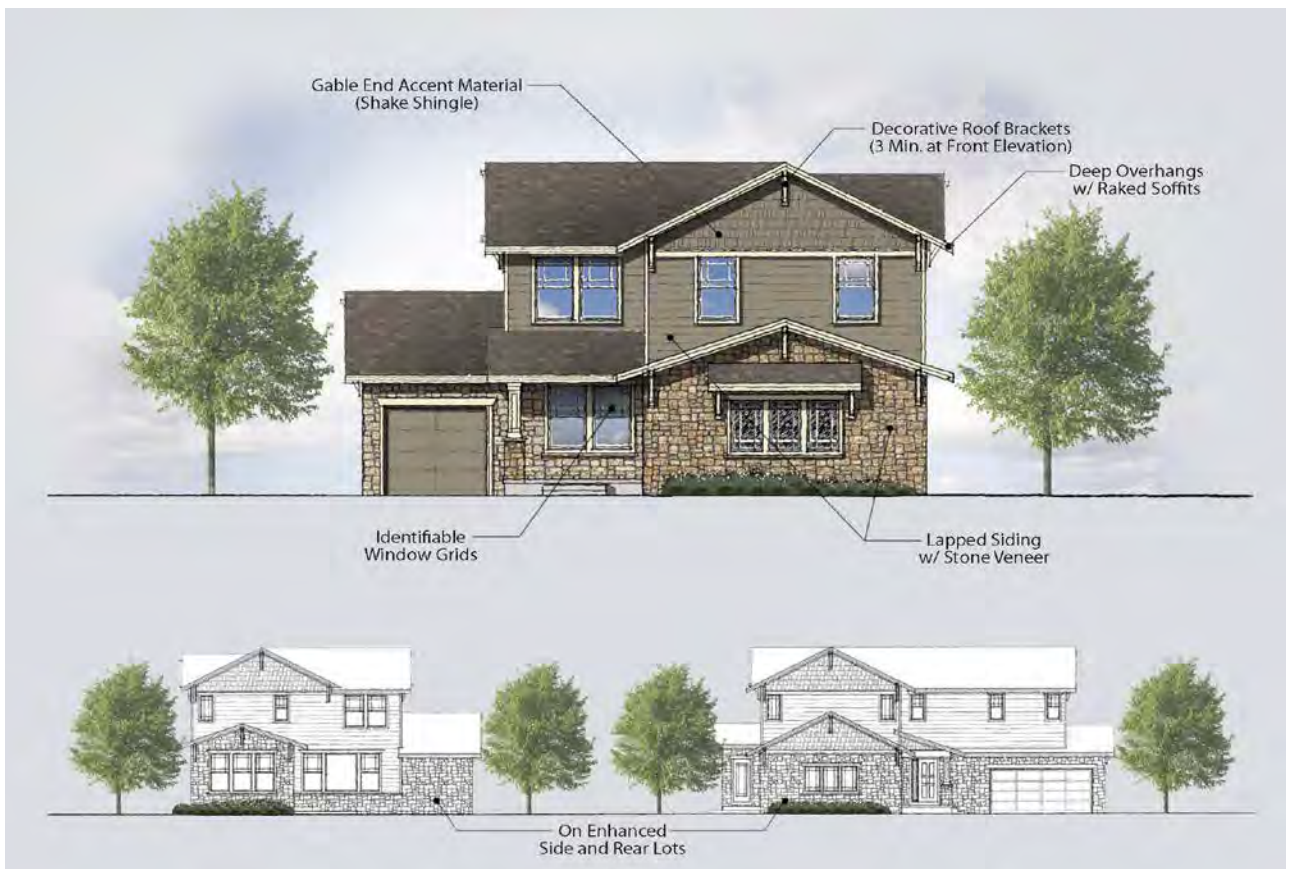 Gable End Accent Material
(Shake Shingle)
Decorative Roof Brackets
(3 Min. at Front Elevation)
Deep Overhangs
w/ Raked Soffits
Identifiable
Window Grids
Lapped Siding
w/ Stone Veneer
On Enhanced
Side and Rear Lots